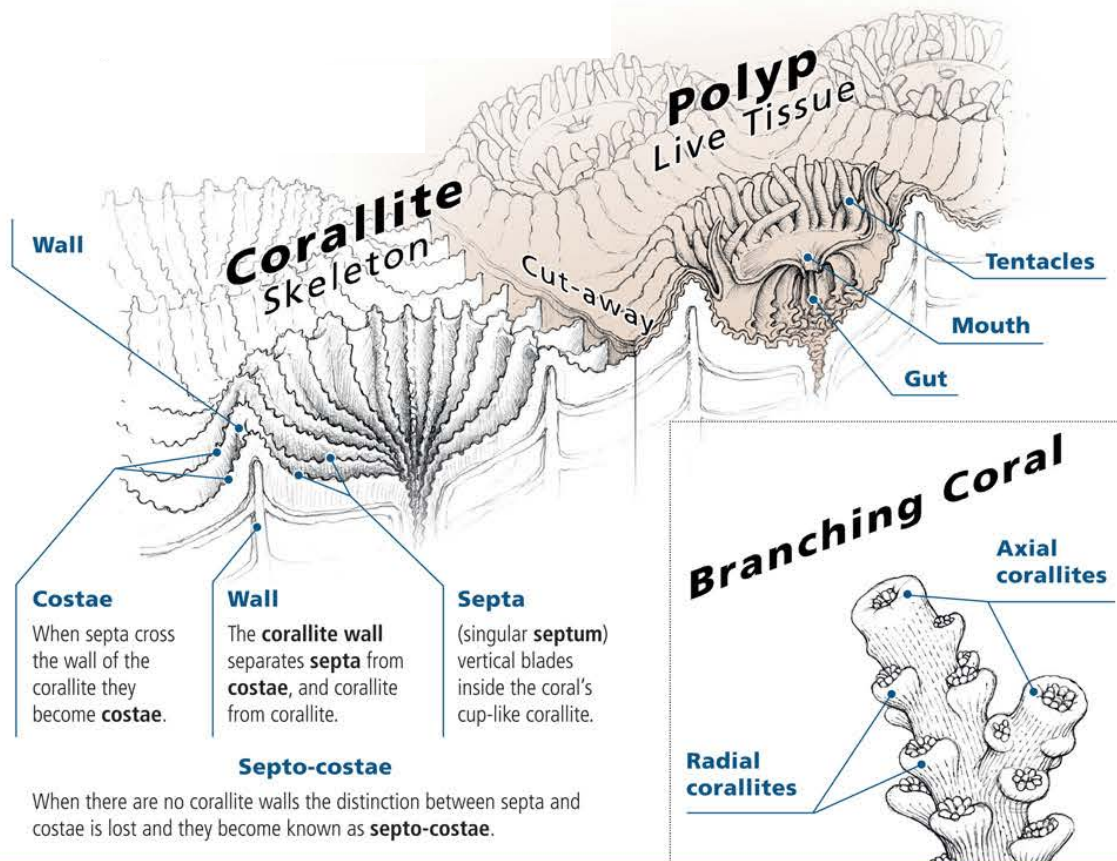 Polyp
Live Tissue
Corallite
Skeleton
Cut-away
Wall
Tentacles
Mouth
Gut
Costae
When septa cross
the wall of the
corallite they
become costae.
Wall
The corallite wall
separates septa from
costae, and corallite
from corallite.
Septa
(singular septum)
vertical blades
inside the coral's
cup-like corallite.
Septo-costae
When there are no corallite walls the distinction between septa and
costae is lost and they become known as septo-costae.
Branching Coral
Axial
corallites
Radial
corallites